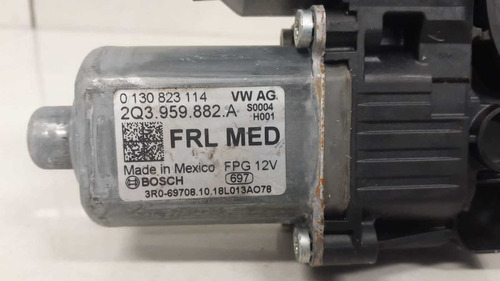 0 130 823 114 VW AG.
2Q3.959.882.A S0004
H001
FRL MED
Made in Mexico FPG 12V
BOSCH 697
3R0-69708.10.18L013AO78